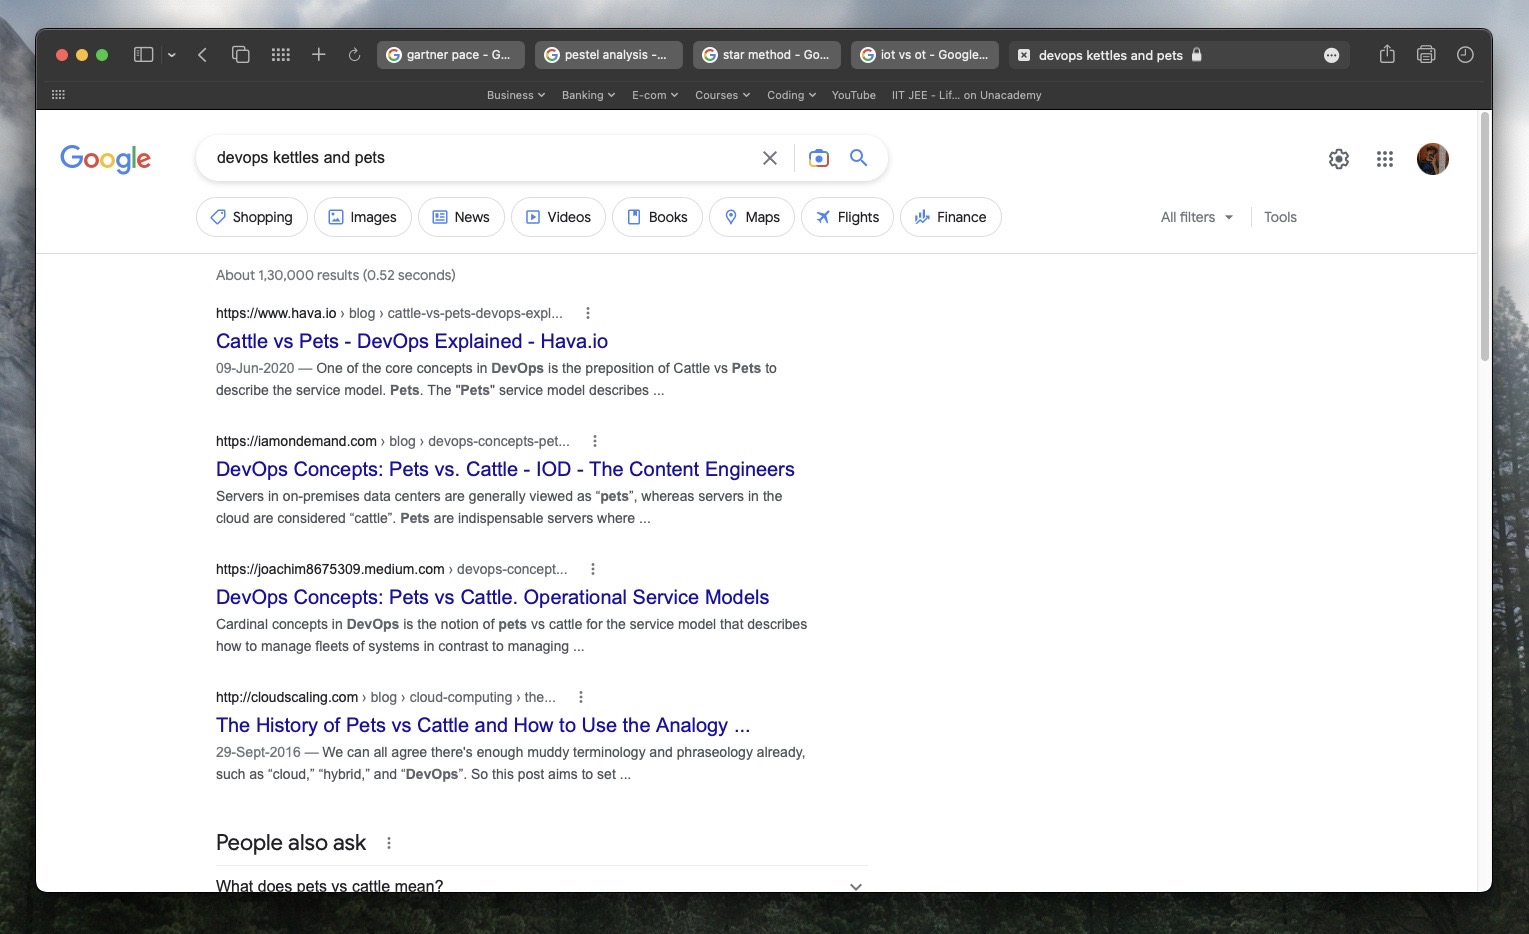 gartner pace - G...
pestel analysis -...
star method - Go...
iot vs ot - Google...
devops kettles and pets
Business
Banking
E-com
Courses
Coding
YouTube
IIT JEE - Lif... on Unacademy
Google
devops kettles and pets
Shopping
Images
News
Videos
Books
Maps
Flights
Finance
All filters
Tools
About 1,30,000 results (0.52 seconds)
https://www.hava.io › blog › cattle-vs-pets-devops-expl...
Cattle vs Pets - DevOps Explained - Hava.io
09-Jun-2020 — One of the core concepts in DevOps is the preposition of Cattle vs Pets to
describe the service model. Pets. The "Pets" service model describes ...
https://iamondemand.com › blog › devops-concepts-pet...
DevOps Concepts: Pets vs. Cattle - IOD - The Content Engineers
Servers in on-premises data centers are generally viewed as “pets”, whereas servers in the
cloud are considered “cattle”. Pets are indispensable servers where ...
https://joachim8675309.medium.com › devops-concept...
DevOps Concepts: Pets vs Cattle. Operational Service Models
Cardinal concepts in DevOps is the notion of pets vs cattle for the service model that describes
how to manage fleets of systems in contrast to managing ...
http://cloudscaling.com › blog › cloud-computing › the...
The History of Pets vs Cattle and How to Use the Analogy ...
29-Sept-2016 — We can all agree there's enough muddy terminology and phraseology already,
such as “cloud,” “hybrid,” and “DevOps”. So this post aims to set ...
People also ask
What does pets vs cattle mean?